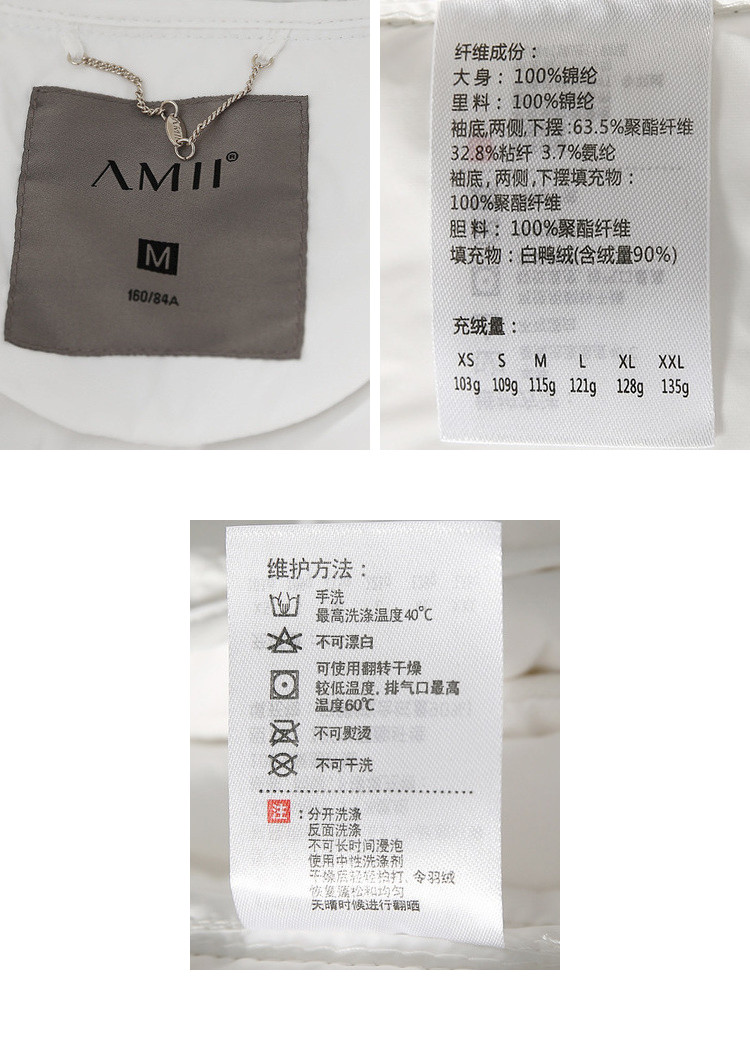 AMII®
M
160/84A
纤维成份：
大身：100%锦纶
里料：100%锦纶
袖底,两侧,下摆:63.5%聚酯纤维
32.8%粘纤 3.7%氨纶
袖底,两侧,下摆填充物：
100%聚酯纤维
胆料：100%聚酯纤维
填充物：白鸭绒(含绒量90%)
充绒量：
XS S M L XL XXL
103g 109g 115g 121g 128g 135g
维护方法：
手洗
最高洗涤温度40℃
不可漂白
可使用翻转干燥
较低温度,排气口最高
温度60℃
不可熨烫
不可干洗
注：分开洗涤
反面洗涤
不可长时间浸泡
使用中性洗涤剂
干燥后轻轻拍打、令羽绒
恢复蓬松和均匀
天晴时候进行翻晒